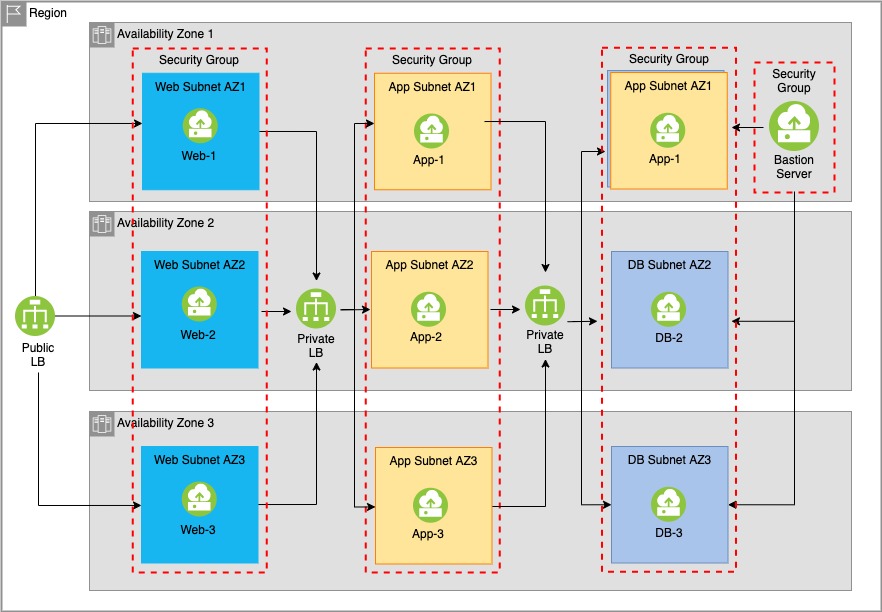 Region
Availability Zone 1
Security Group
Web Subnet AZ1
Web-1
Security Group
App Subnet AZ1
App-1
Security Group
App Subnet AZ1
App-1
Security
Group
Bastion
Server
Availability Zone 2
Web Subnet AZ2
Web-2
App Subnet AZ2
App-2
DB Subnet AZ2
DB-2
Public
LB
Private
LB
Private
LB
Availability Zone 3
Web Subnet AZ3
Web-3
App Subnet AZ3
App-3
DB Subnet AZ3
DB-3